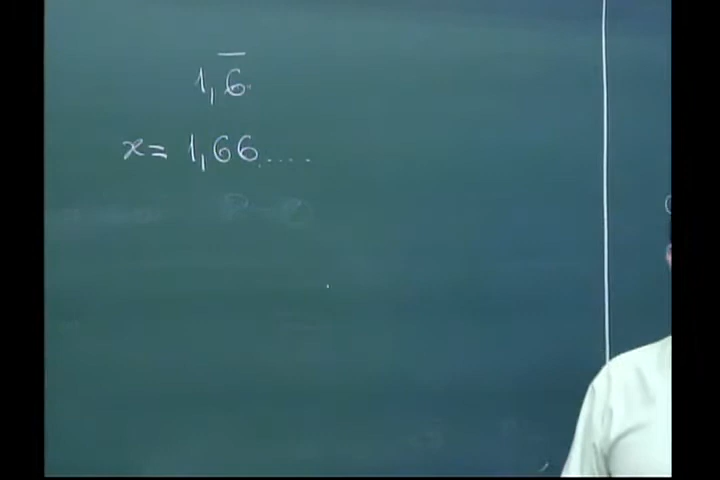 1,6̅
x = 1,66.....